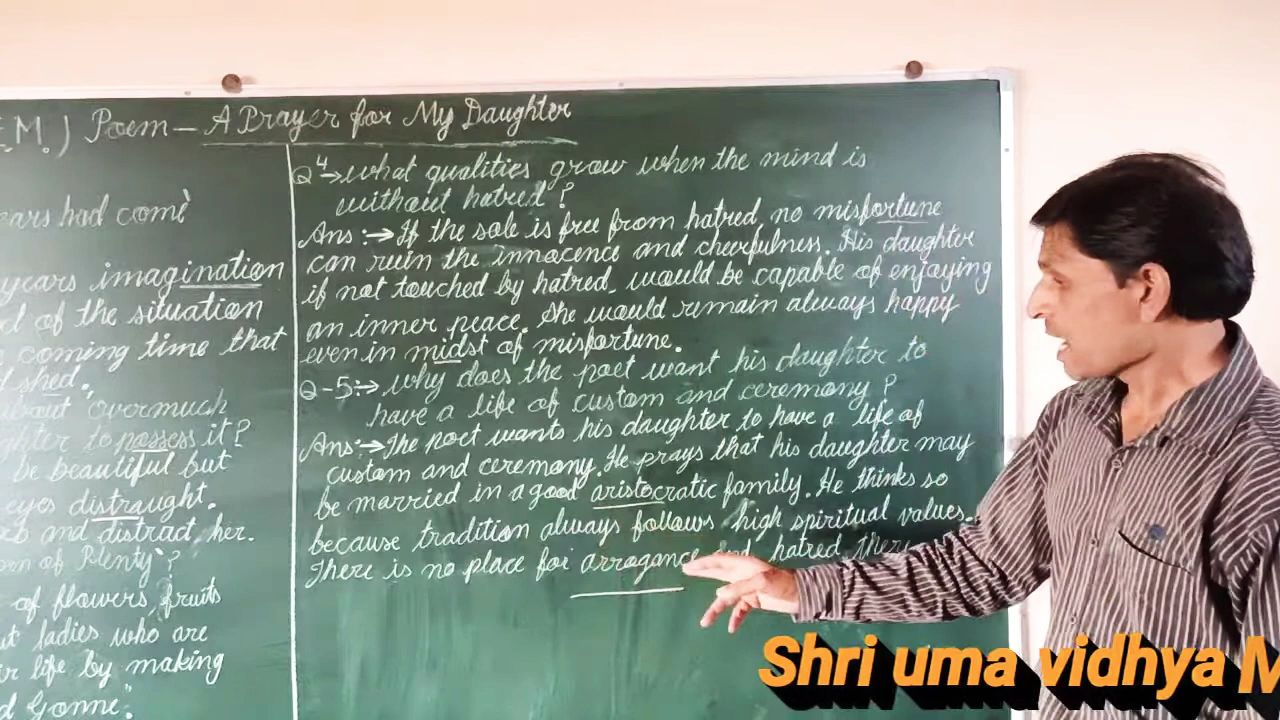 E.M.) Poem — A Prayer for My Daughter
ears had come"
years imagination
d of the situation
coming time that
d shed.
about "overmuch
ghter to possess it?
be beautiful but
eyes distraught.
and distract her.
orn of Plenty"?
of flowers, fruits
ut ladies who are
ir life by making
d Gonne."
Q4→ what qualities grow when the mind is
without hatred?
Ans:→ If the sole is free from hatred, no misfortune
can ruin the innocence and cheerfulness. His daughter
if not touched by hatred, would be capable of enjoying
an inner peace. She would remain always happy
even in midst of misfortune.
Q-5:→ why does the poet want his daughter to
have a life of custom and ceremony?
Ans:→ The poet wants his daughter to have a life of
custom and ceremony. He prays that his daughter may
be married in a good aristocratic family. He thinks so
because tradition always follows high spiritual values.
There is no place for arrogance and hatred there
Shri uma vidhya M